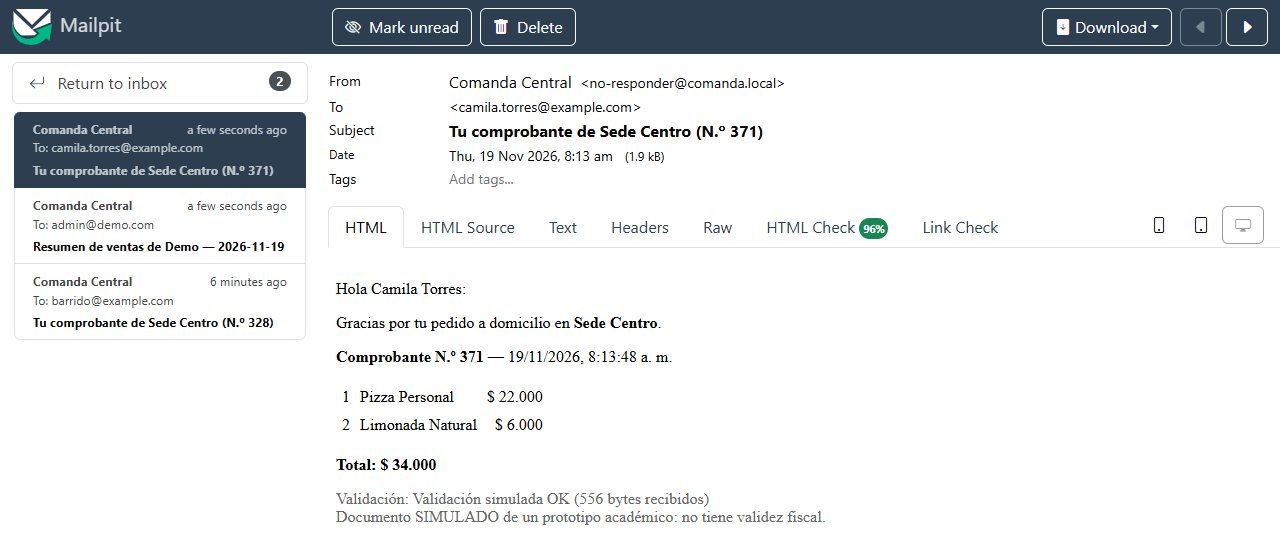 Mailpit
Mark unread
Delete
Download
Return to inbox
2
Comanda Central a few seconds ago
To: camila.torres@example.com
Tu comprobante de Sede Centro (N.º 371)
Comanda Central a few seconds ago
To: admin@demo.com
Resumen de ventas de Demo — 2026-11-19
Comanda Central 6 minutes ago
To: barrido@example.com
Tu comprobante de Sede Centro (N.º 328)
From Comanda Central <no-responder@comanda.local>
To <camila.torres@example.com>
Subject Tu comprobante de Sede Centro (N.º 371)
Date Thu, 19 Nov 2026, 8:13 am (1.9 kB)
Tags Add tags...
HTML HTML Source Text Headers Raw HTML Check 96% Link Check
Hola Camila Torres:
Gracias por tu pedido a domicilio en Sede Centro.
Comprobante N.º 371 — 19/11/2026, 8:13:48 a. m.
1 Pizza Personal $ 22.000
2 Limonada Natural $ 6.000
Total: $ 34.000
Validación: Validación simulada OK (556 bytes recibidos)
Documento SIMULADO de un prototipo académico: no tiene validez fiscal.